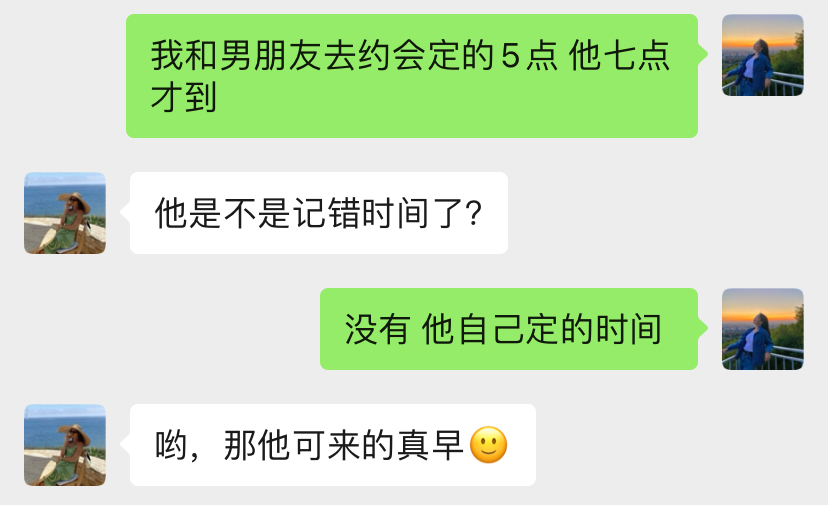 我和男朋友去约会定的5点 他七点
才到
他是不是记错时间了?
没有 他自己定的时间
哟，那他可来的真早🙂